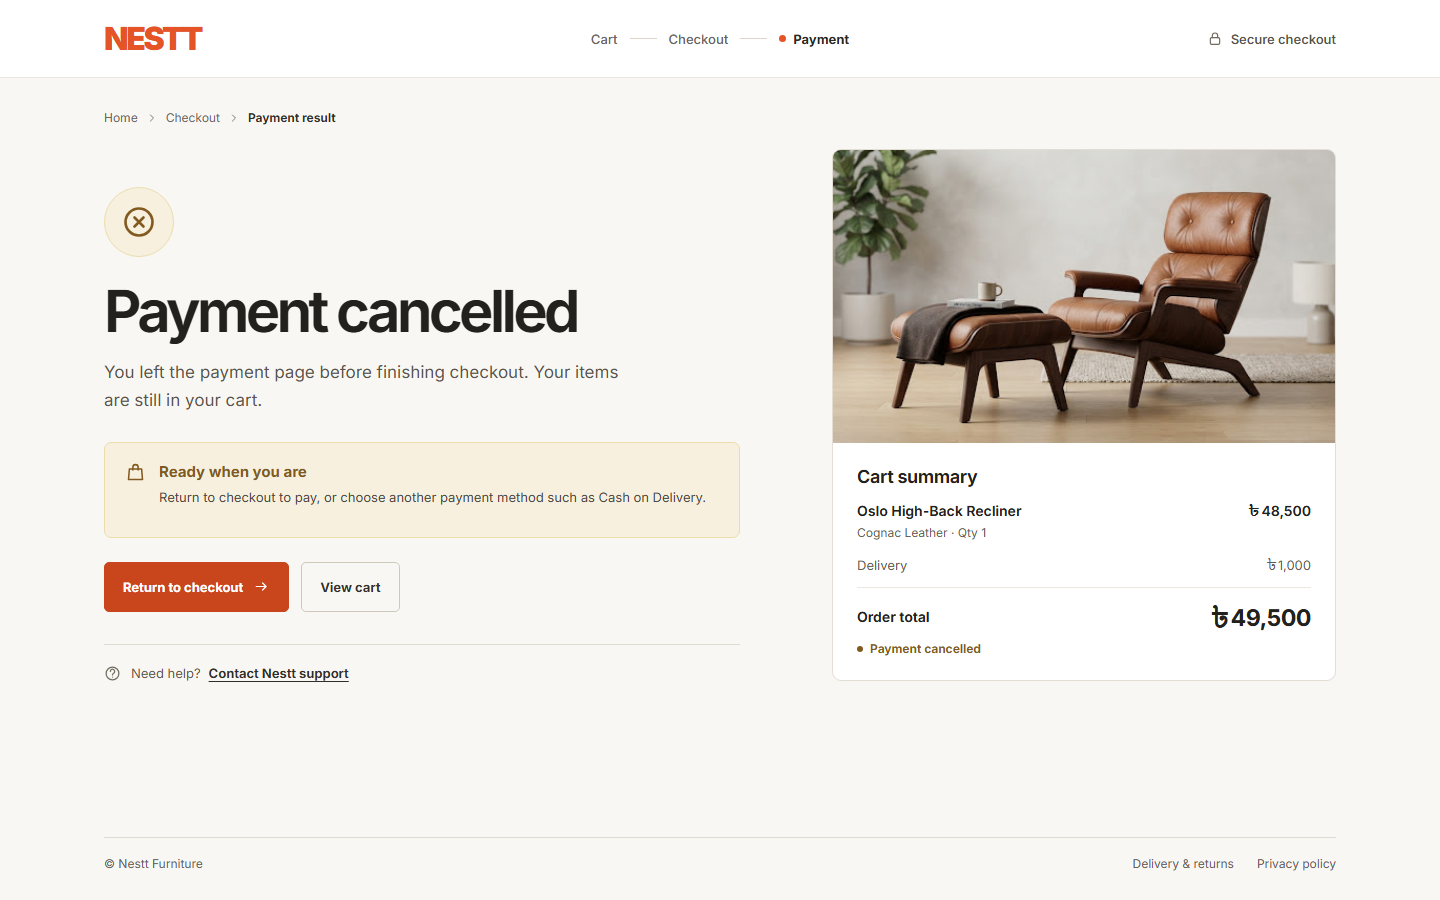 NESTT
Cart
Checkout
Payment
Secure checkout
Home
Checkout
Payment result
Payment cancelled
You left the payment page before finishing checkout. Your items
are still in your cart.
Ready when you are
Return to checkout to pay, or choose another payment method such as Cash on Delivery.
Return to checkout
View cart
Need help? Contact Nestt support
Cart summary
Oslo High-Back Recliner ৳ 48,500
Cognac Leather · Qty 1
Delivery ৳ 1,000
Order total ৳ 49,500
Payment cancelled
© Nestt Furniture
Delivery & returns
Privacy policy